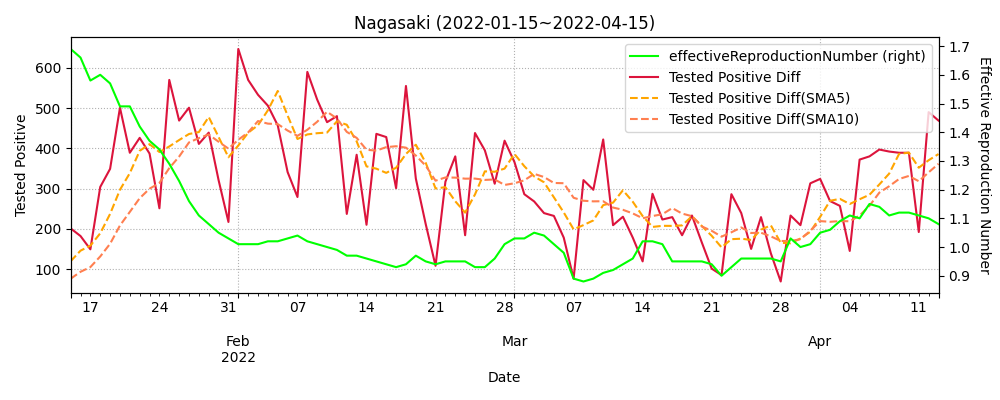 Nagasaki (2022-01-15~2022-04-15)
effectiveReproductionNumber (right)
Tested Positive Diff
Tested Positive Diff(SMA5)
Tested Positive Diff(SMA10)
Tested Positive
600
500
400
300
200
100
1.7
1.6
1.5
1.4
1.3
1.2
1.1
1.0
0.9
Effective Reproduction Number
17 24 31 07 14 21 28 07 14 21 28 04 11
Feb Mar Apr
2022
Date